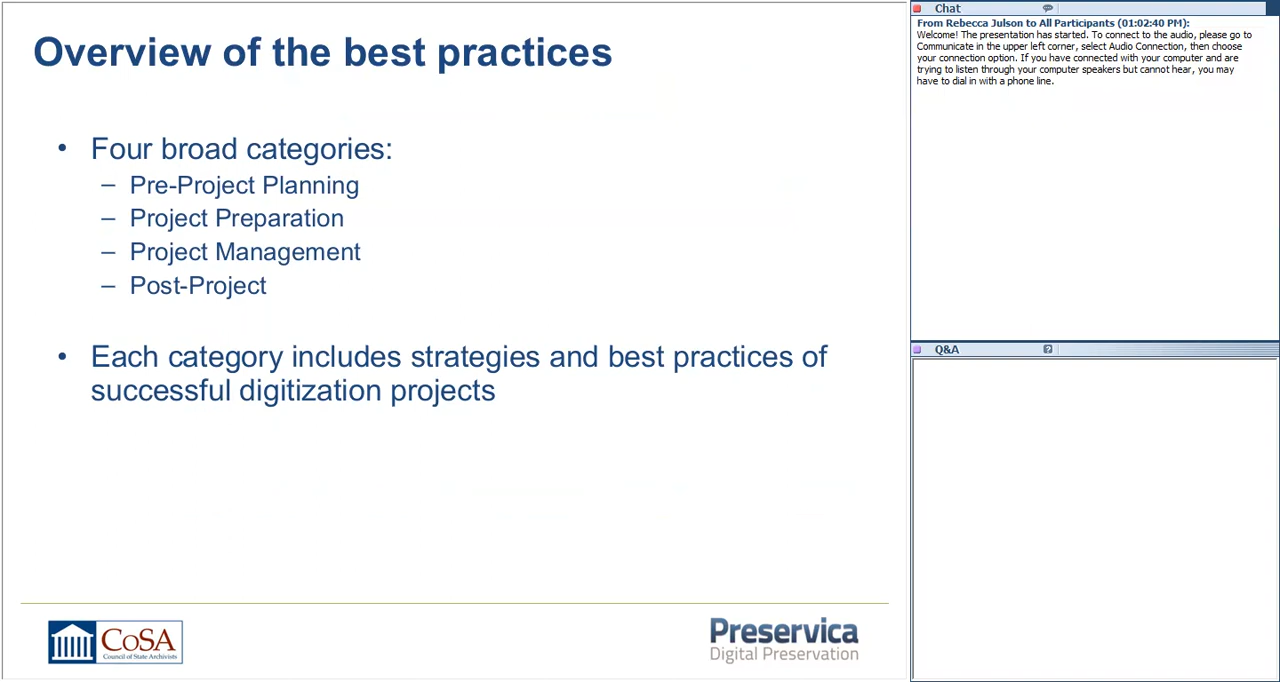 Overview of the best practices
• Four broad categories:
– Pre-Project Planning
– Project Preparation
– Project Management
– Post-Project
• Each category includes strategies and best practices of
successful digitization projects
CoSA
Council of State Archivists
Preservica
Digital Preservation
Chat
From Rebecca Julson to All Participants (01:02:40 PM):
Welcome! The presentation has started. To connect to the audio, please go to
Communicate in the upper left corner, select Audio Connection, then choose
your connection option. If you have connected with your computer and are
trying to listen through your computer speakers but cannot hear, you may
have to dial in with a phone line.
Q&A